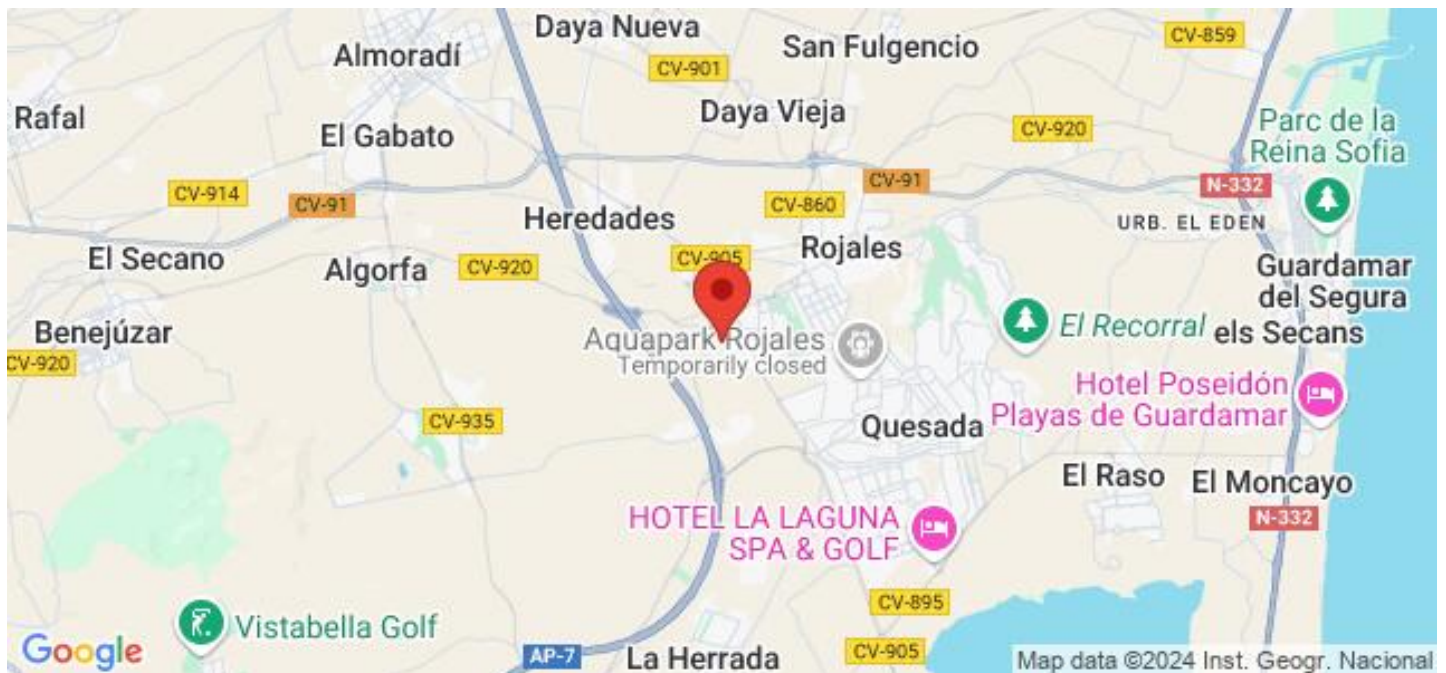 Daya Nueva
San Fulgencio
CV-859
Almoradí
CV-901
Rafal
Daya Vieja
Parc de la
Reina Sofia
El Gabato
CV-920
CV-914
CV-91
CV-91
N-332
Heredades
CV-860
URB. EL EDEN
El Secano
Algorfa
CV-920
CV-905
Rojales
Guardamar
del Segura
Benejúzar
Aquapark Rojales
Temporarily closed
El Recorral
els Secans
CV-920
Hotel Poseidón
Playas de Guardamar
CV-935
Quesada
El Raso
El Moncayo
HOTEL LA LAGUNA
SPA & GOLF
N-332
CV-895
Vistabella Golf
Google
AP-7
La Herrada
CV-905
Map data ©2024 Inst. Geogr. Nacional